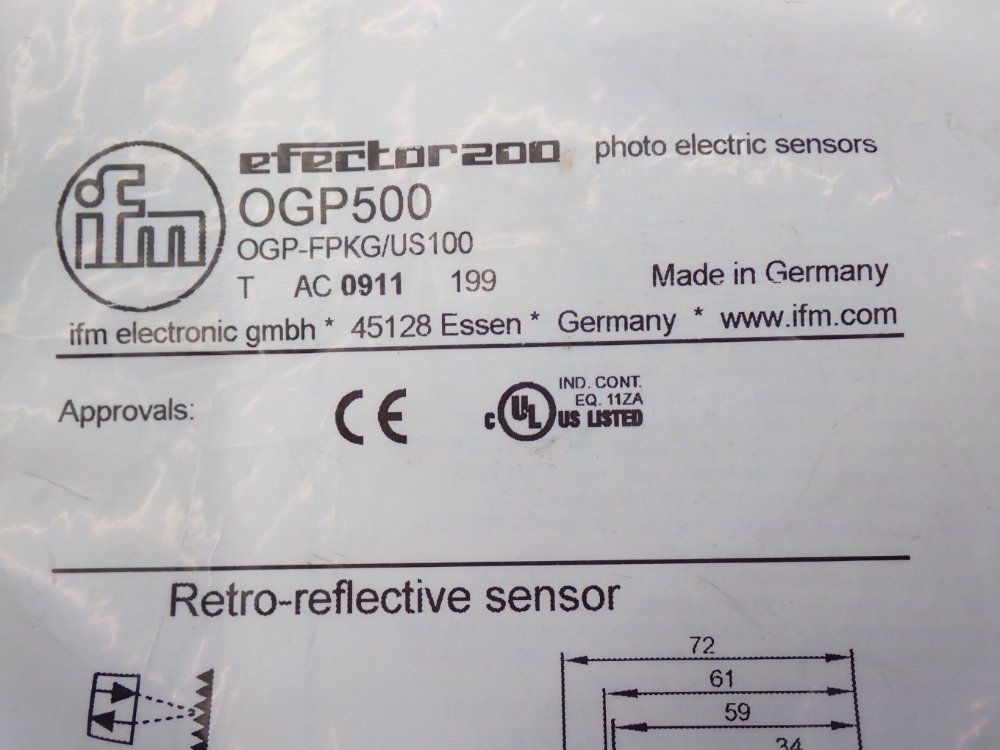 ifm
efector200 photo electric sensors
OGP500
OGP-FPKG/US100
T AC 0911 199 Made in Germany
ifm electronic gmbh * 45128 Essen * Germany * www.ifm.com
Approvals: CE
IND. CONT.
EQ. 11ZA
c UL US LISTED
Retro-reflective sensor
72
61
59
34